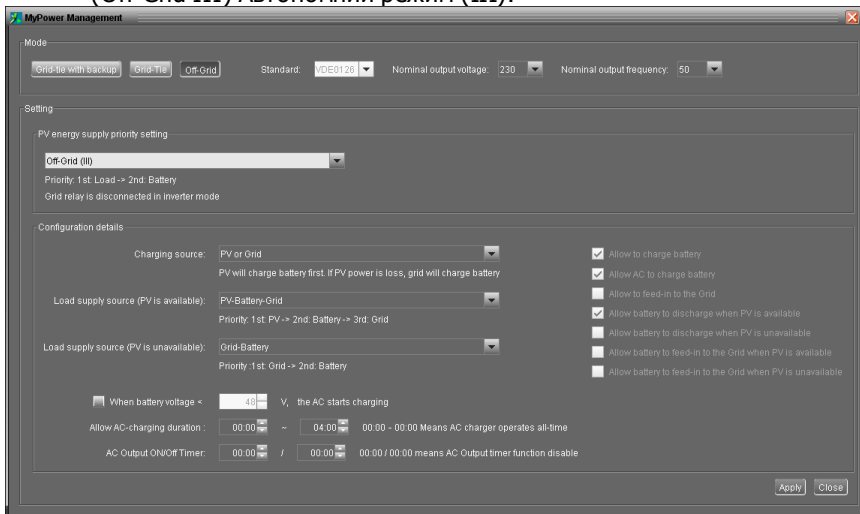 (Off-Grid III) Автономний режим (III):
MyPower Management
Mode
Grid-tie with backup Grid-Tie Off-Grid Standard: VDE0126 Nominal output voltage: 230 Nominal output frequency: 50
Setting
PV energy supply priority setting
Off-Grid (III)
Priority: 1st: Load -> 2nd: Battery
Grid relay is disconnected in inverter mode
Configuration details
Charging source: PV or Grid
PV will charge battery first. If PV power is loss, grid will charge battery
Load supply source (PV is available): PV-Battery-Grid
Priority: 1st: PV -> 2nd: Battery -> 3rd: Grid
Load supply source (PV is unavailable): Grid-Battery
Priority :1st: Grid -> 2nd: Battery
Allow to charge battery
Allow AC to charge battery
Allow to feed-in to the Grid
Allow battery to discharge when PV is available
Allow battery to discharge when PV is unavailable
Allow battery to feed-in to the Grid when PV is available
Allow battery to feed-in to the Grid when PV is unavailable
When battery voltage < 48 V, the AC starts charging
Allow AC-charging duration : 00:00 ~ 04:00 00:00 - 00:00 Means AC charger operates all-time
AC Output ON/Off Timer: 00:00 / 00:00 00:00 / 00:00 means AC Output timer function disable
Apply Close